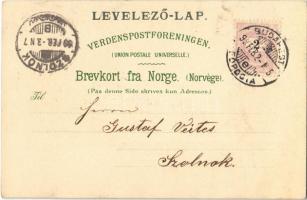 LEVELEZŐ-LAP.
VERDENSPOSTFORENINGEN.
(UNION POSTALE UNIVERSELLE.)
Brevkort fra Norge. (Norvège).
(Paa denne Side skrives kun Adressen.)
Til
Herrn
Gustaf Veites
Szolnok.
SZOLNOK